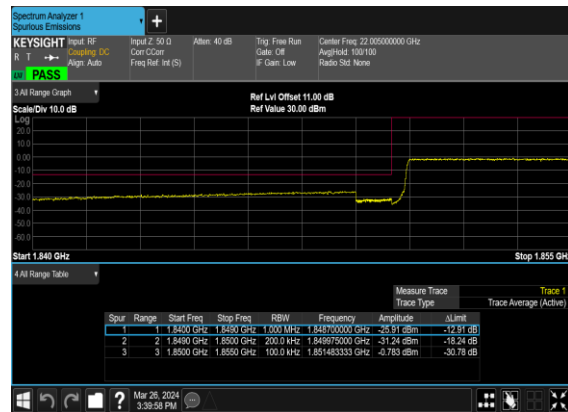 Spectrum Analyzer 1
Spurious Emissions
+
KEYSIGHT Input: RF Input Z: 50 Ω Atten: 40 dB Trig: Free Run Center Freq: 22.005000000 GHz
R T Coupling: DC Corr CCorr Gate: Off Avg|Hold: 100/100
Align: Auto Freq Ref: Int (S) IF Gain: Low Radio Std: None
PASS
3 All Range Graph
Ref Lvl Offset 11.00 dB
Scale/Div 10.0 dB Ref Value 30.00 dBm
Log
20.0
10.0
0.00
-10.0
-20.0
-30.0
-40.0
-50.0
-60.0
Start 1.840 GHz Stop 1.855 GH
4 All Range Table
Measure Trace Trace 1
Trace Type Trace Average (Active)
Spur Range Start Freq Stop Freq RBW Frequency Amplitude ΔLimit
1 1 1.8400 GHz 1.8490 GHz 1.000 MHz 1.848700000 GHz -25.91 dBm -12.91 dB
2 2 1.8490 GHz 1.8500 GHz 200.0 kHz 1.849975000 GHz -31.24 dBm -18.24 dB
3 3 1.8500 GHz 1.8550 GHz 100.0 kHz 1.851483333 GHz -0.783 dBm -30.78 dB
? Mar 26, 2024
3:39:58 PM